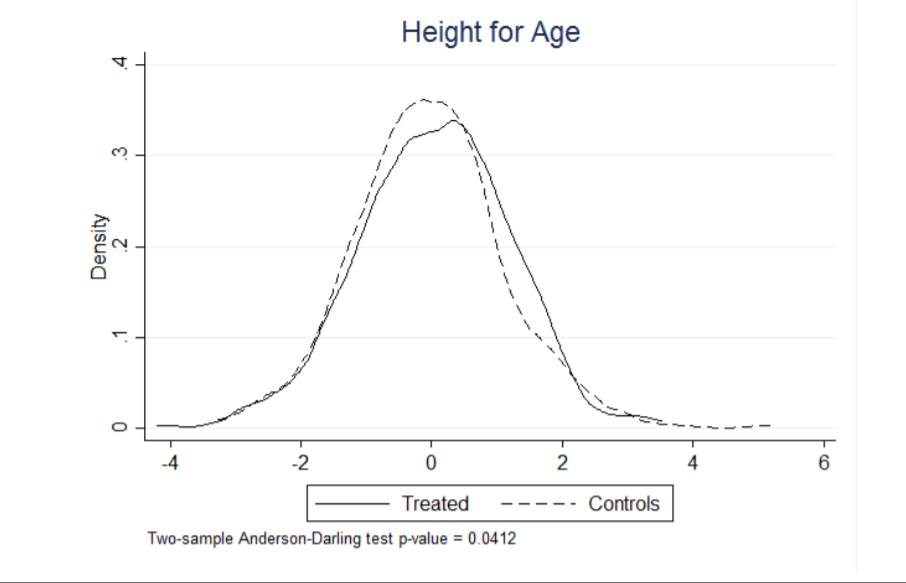 Height for Age
Density
.4
.3
.2
.1
0
-4 -2 0 2 4 6
Treated Controls
Two-sample Anderson-Darling test p-value = 0.0412